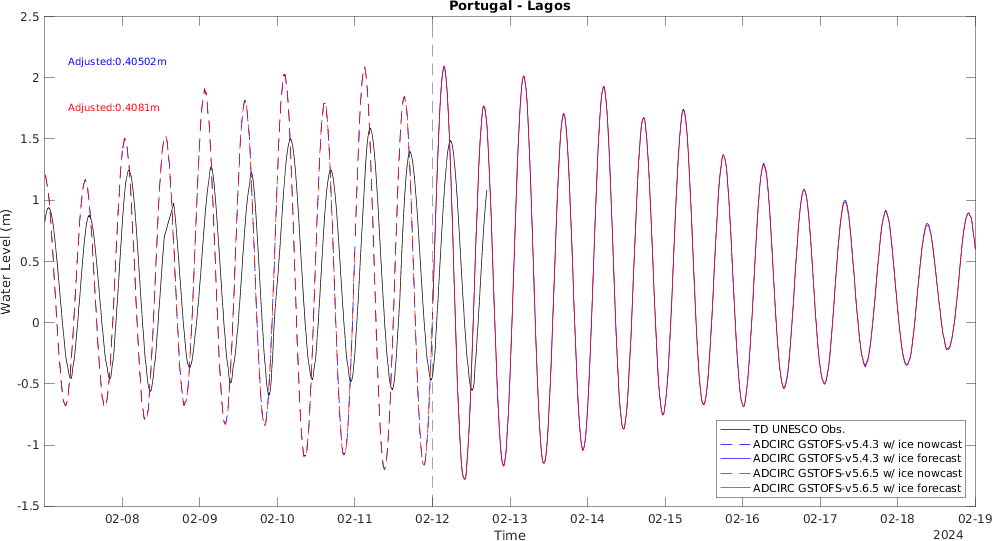 Portugal - Lagos
2.5
2
1.5
1
0.5
0
-0.5
-1
-1.5
Water Level (m)
Adjusted:0.40502m
Adjusted:0.4081m
TD UNESCO Obs.
ADCIRC GSTOFS-v5.4.3 w/ ice nowcast
ADCIRC GSTOFS-v5.4.3 w/ ice forecast
ADCIRC GSTOFS-v5.6.5 w/ ice nowcast
ADCIRC GSTOFS-v5.6.5 w/ ice forecast
02-08 02-09 02-10 02-11 02-12 02-13 02-14 02-15 02-16 02-17 02-18 02-19
Time
2024